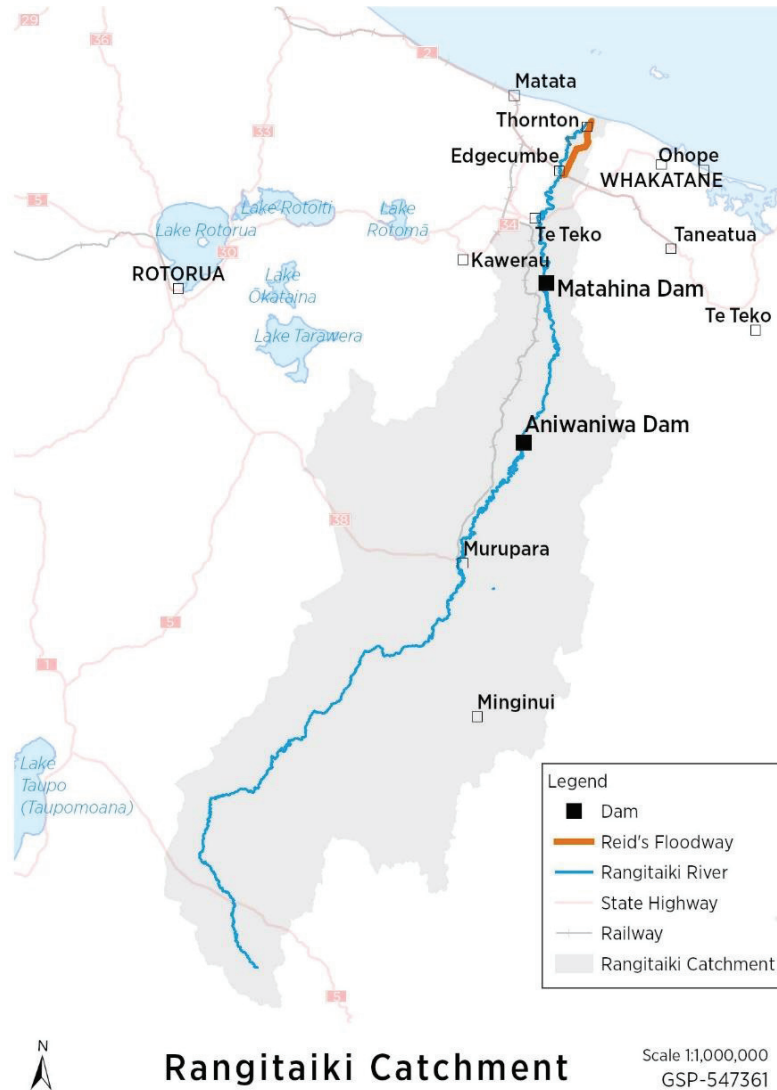 29
36
2
Matata
Thornton
33
Edgecumbe
Ohope
WHAKATANE
5
Lake Rotoiti
Lake Rotorua
Lake
Rotomā
34
Te Teko
Taneatua
30
Kawerau
ROTORUA
Lake
Ōkataina
Matahina Dam
Te Teko
Lake Tarawera
Aniwaniwa Dam
38
Murupara
5
1
Minginui
Lake
Taupo
(Taupomoana)
Legend
Dam
Reid's Floodway
Rangitaiki River
State Highway
Railway
Rangitaiki Catchment
5
N
Rangitaiki Catchment
Scale 1:1,000,000
GSP-547361